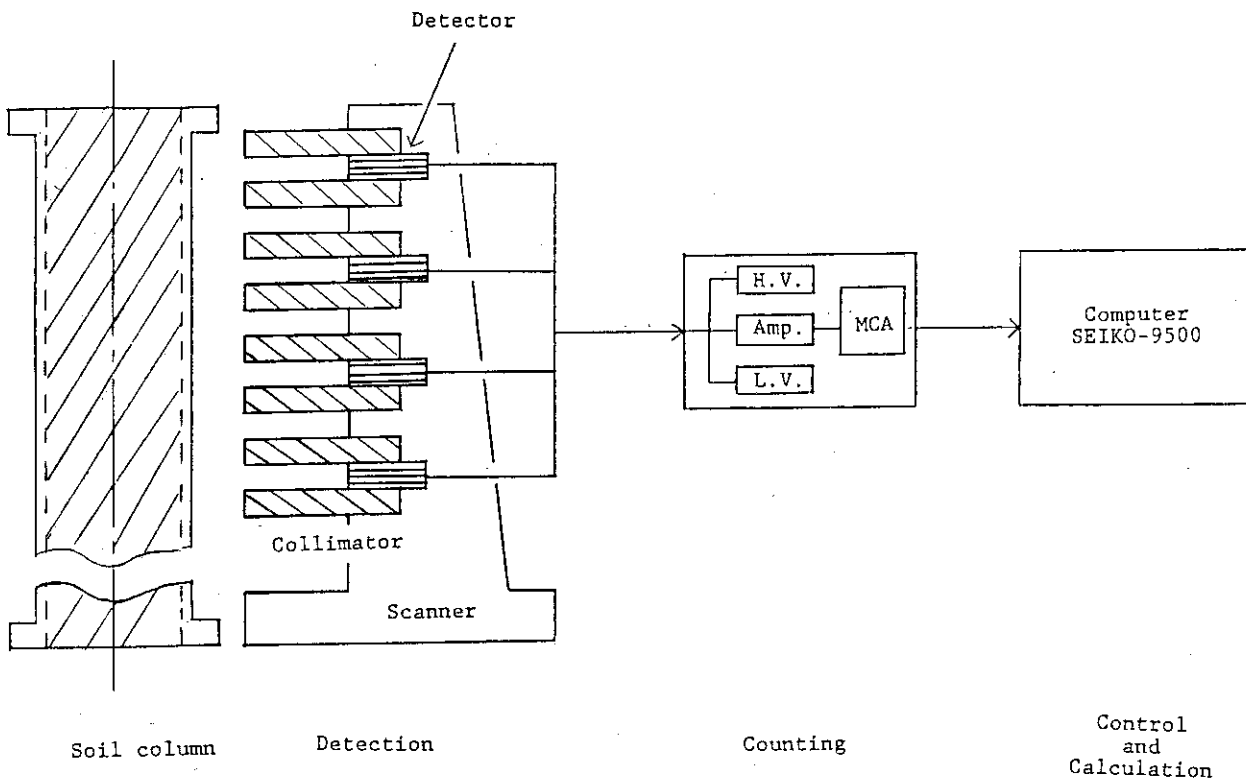 Detector
H.V.
Amp.
MCA
L.V.
Computer
SEIKO-9500
Collimator
Scanner
Soil column
Detection
Counting
Control
and
Calculation